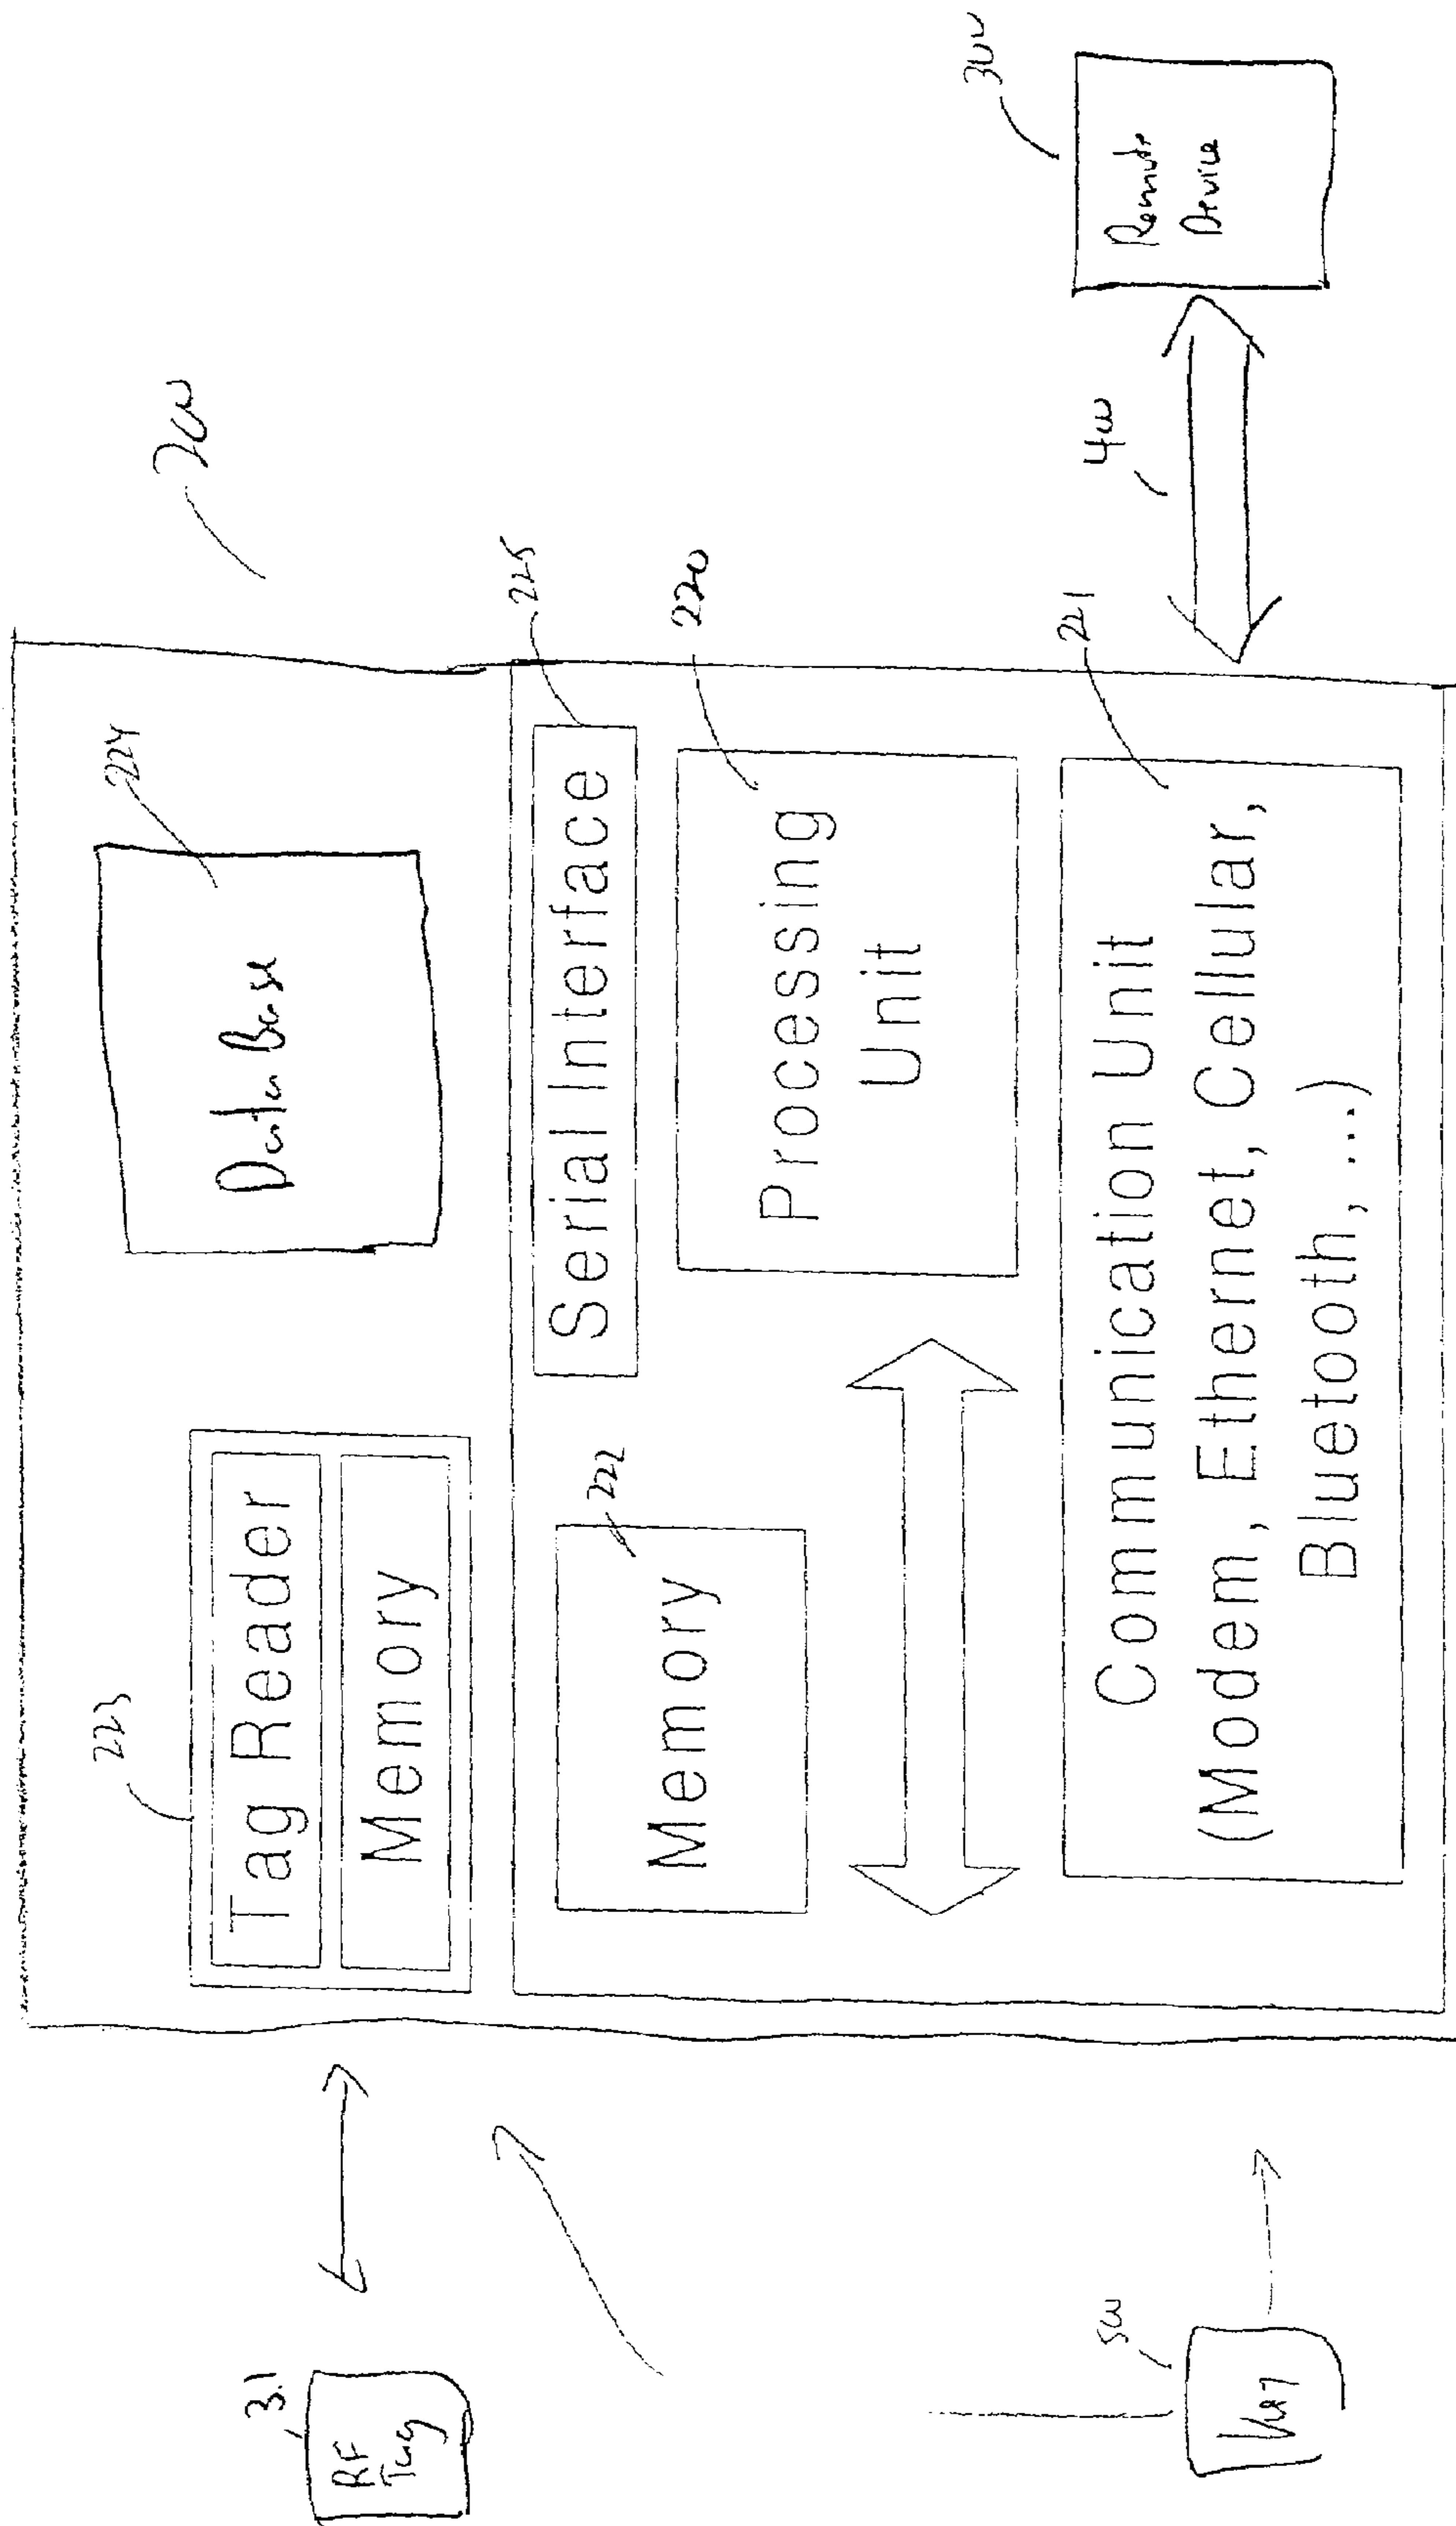 31
RF
Tag
223
Tag Reader
Memory
224
Data Base
200
222
Memory
225
Serial Interface
220
Processing
Unit
221
Communication Unit
(Modem, Ethernet, Cellular,
Bluetooth, ...)
400
300
Remote
Device
500
Key